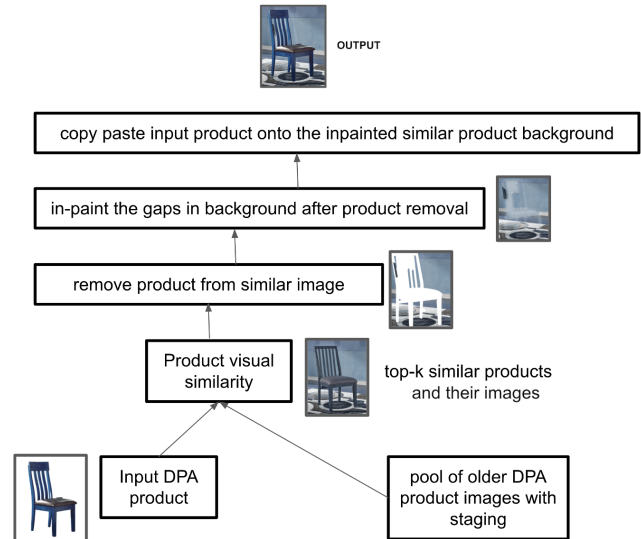 OUTPUT
copy paste input product onto the inpainted similar product background
in-paint the gaps in background after product removal
remove product from similar image
Product visual
similarity
top-k similar products
and their images
Input DPA
product
pool of older DPA
product images with
staging